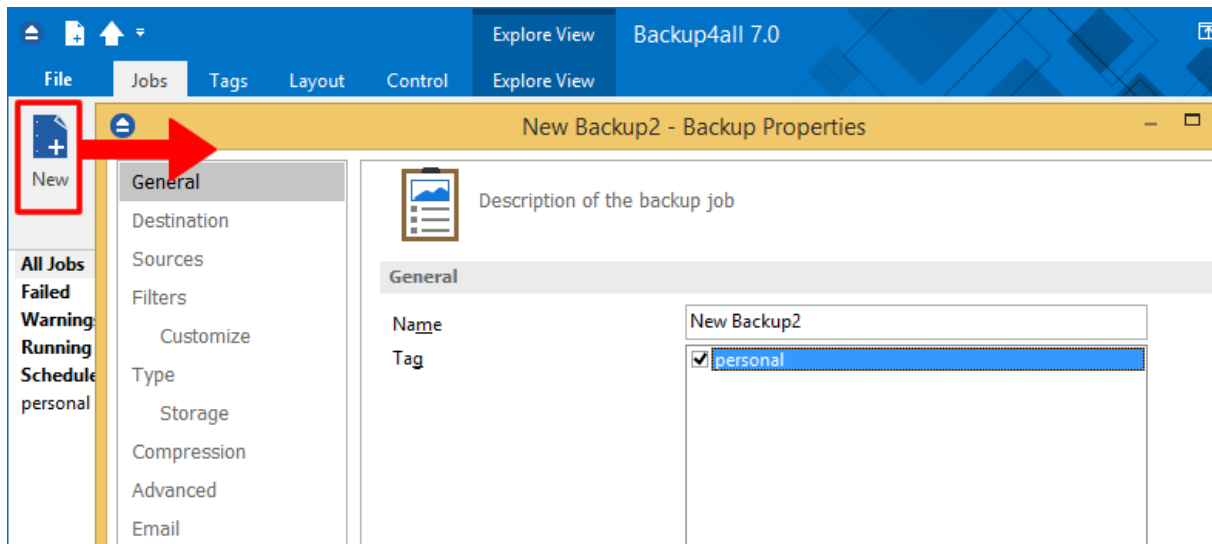 Explore View
Backup4all 7.0
File
Jobs
Tags
Layout
Control
Explore View
New
New Backup2 - Backup Properties
General
Destination
Sources
Filters
Customize
Type
Storage
Compression
Advanced
Email
All Jobs
Failed
Warning
Running
Schedule
personal
Description of the backup job
General
Name
New Backup2
Tag
personal